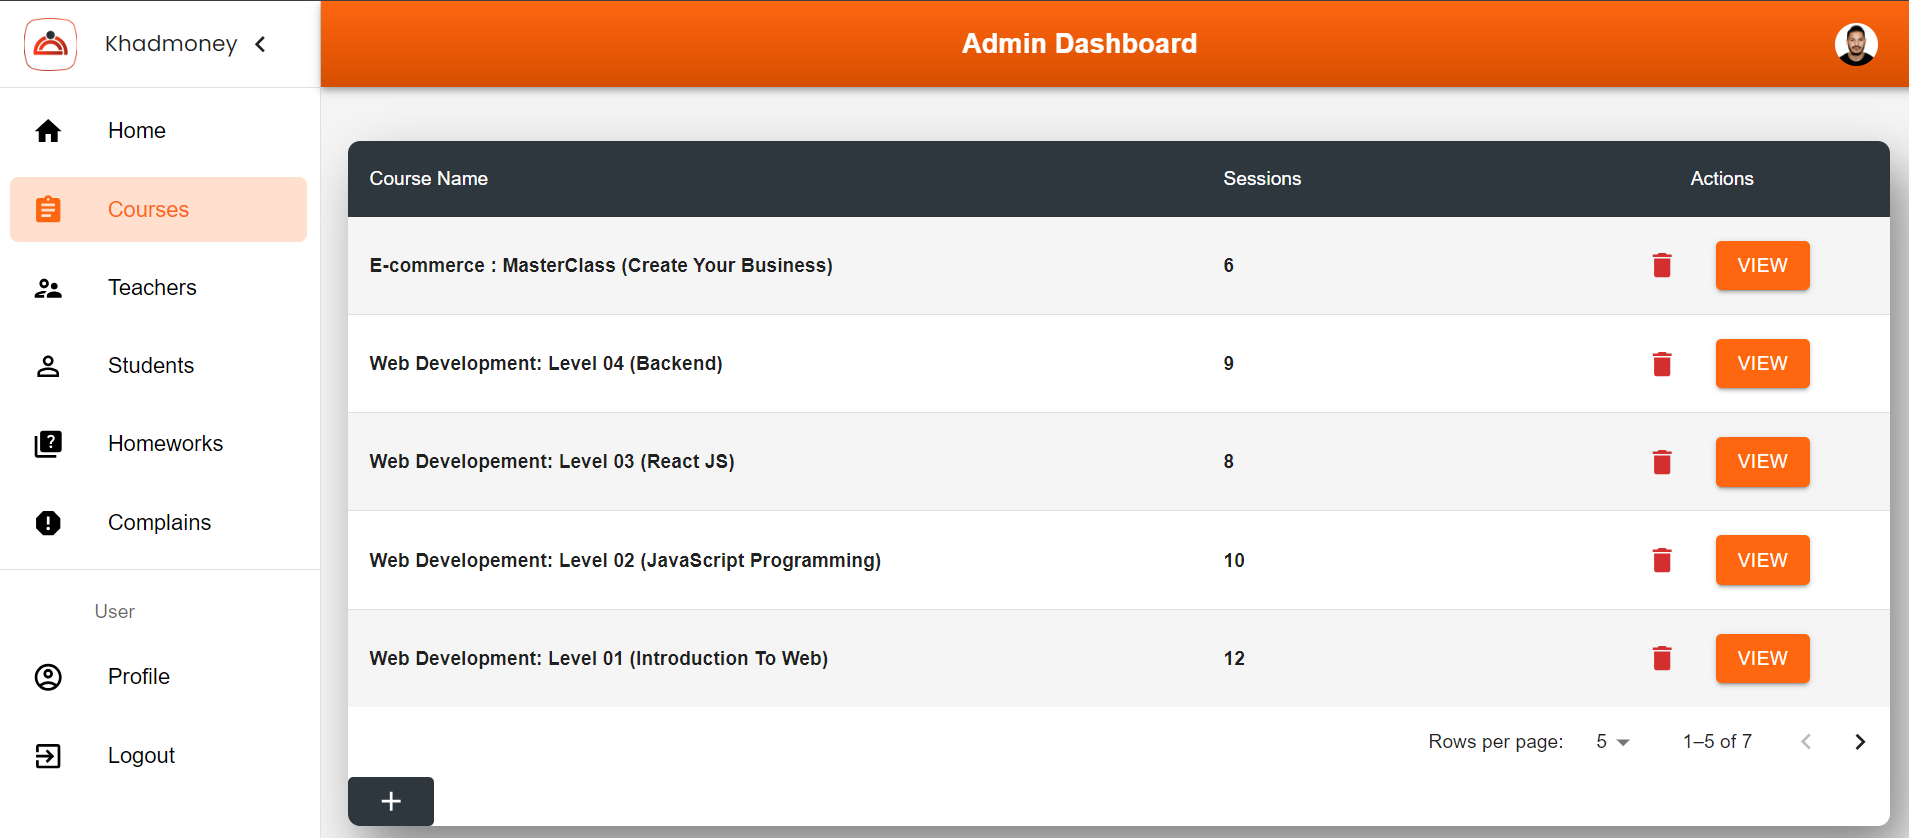 Khadmoney
Admin Dashboard
Home
Courses
Teachers
Students
Homeworks
Complains
User
Profile
Logout
Course Name Sessions Actions
E-commerce : MasterClass (Create Your Business) 6 VIEW
Web Development: Level 04 (Backend) 9 VIEW
Web Developement: Level 03 (React JS) 8 VIEW
Web Developement: Level 02 (JavaScript Programming) 10 VIEW
Web Development: Level 01 (Introduction To Web) 12 VIEW
Rows per page: 5 1–5 of 7
+